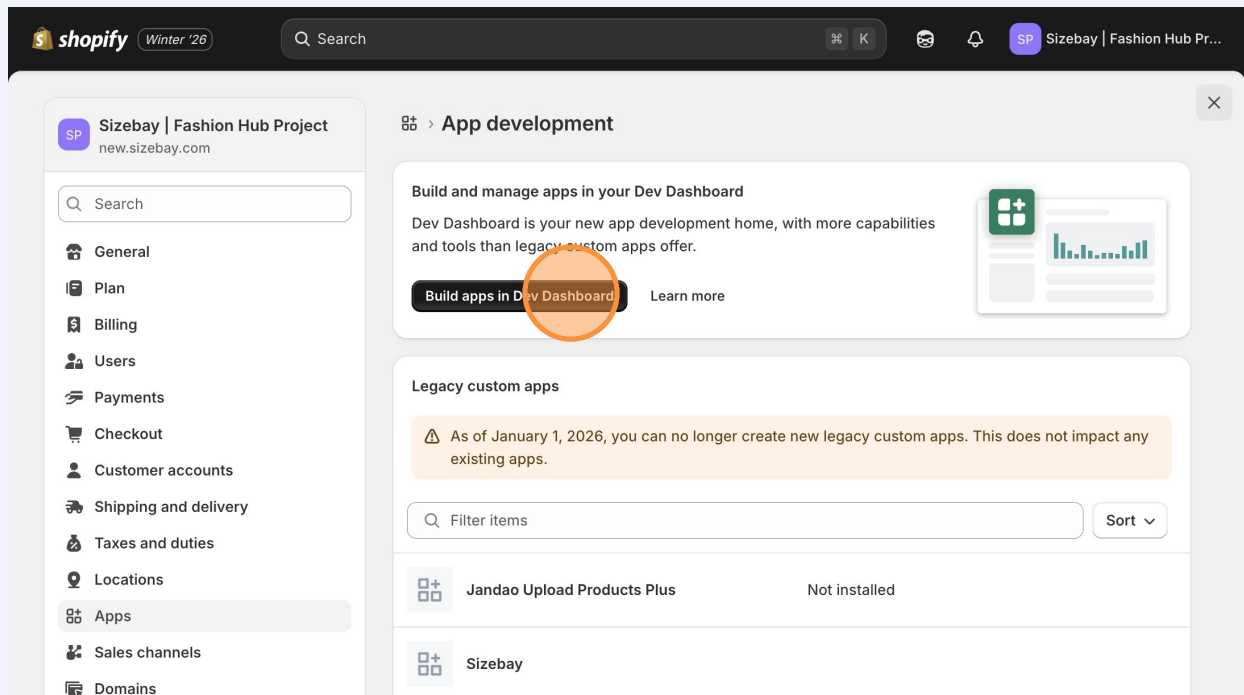 shopify
Winter '26
Search
⌘ K
SP
Sizebay | Fashion Hub Pr...
SP
Sizebay | Fashion Hub Project
new.sizebay.com
Search
General
Plan
Billing
Users
Payments
Checkout
Customer accounts
Shipping and delivery
Taxes and duties
Locations
Apps
Sales channels
Domains
› App development
Build and manage apps in your Dev Dashboard
Dev Dashboard is your new app development home, with more capabilities
and tools than legacy custom apps offer.
Build apps in Dev Dashboard
Learn more
Legacy custom apps
As of January 1, 2026, you can no longer create new legacy custom apps. This does not impact any
existing apps.
Filter items
Sort
Jandao Upload Products Plus
Not installed
Sizebay